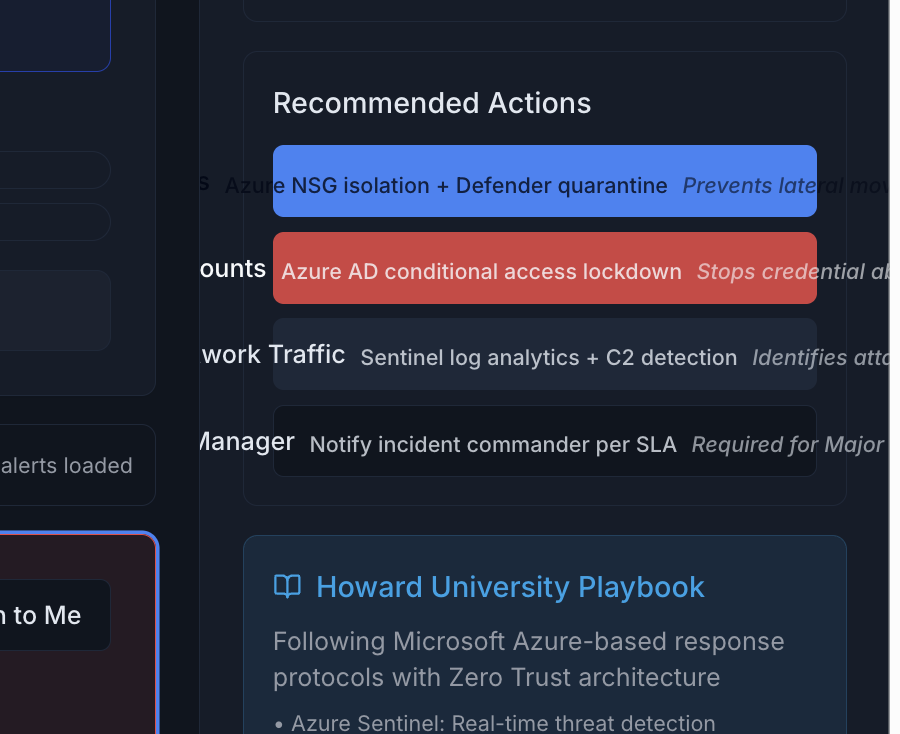 Recommended Actions
s Azure NSG isolation + Defender quarantine Prevents lateral mov
ounts Azure AD conditional access lockdown Stops credential ab
work Traffic Sentinel log analytics + C2 detection Identifies atta
Manager Notify incident commander per SLA Required for Major
alerts loaded
Howard University Playbook
n to Me
Following Microsoft Azure-based response
protocols with Zero Trust architecture
• Azure Sentinel: Real-time threat detection